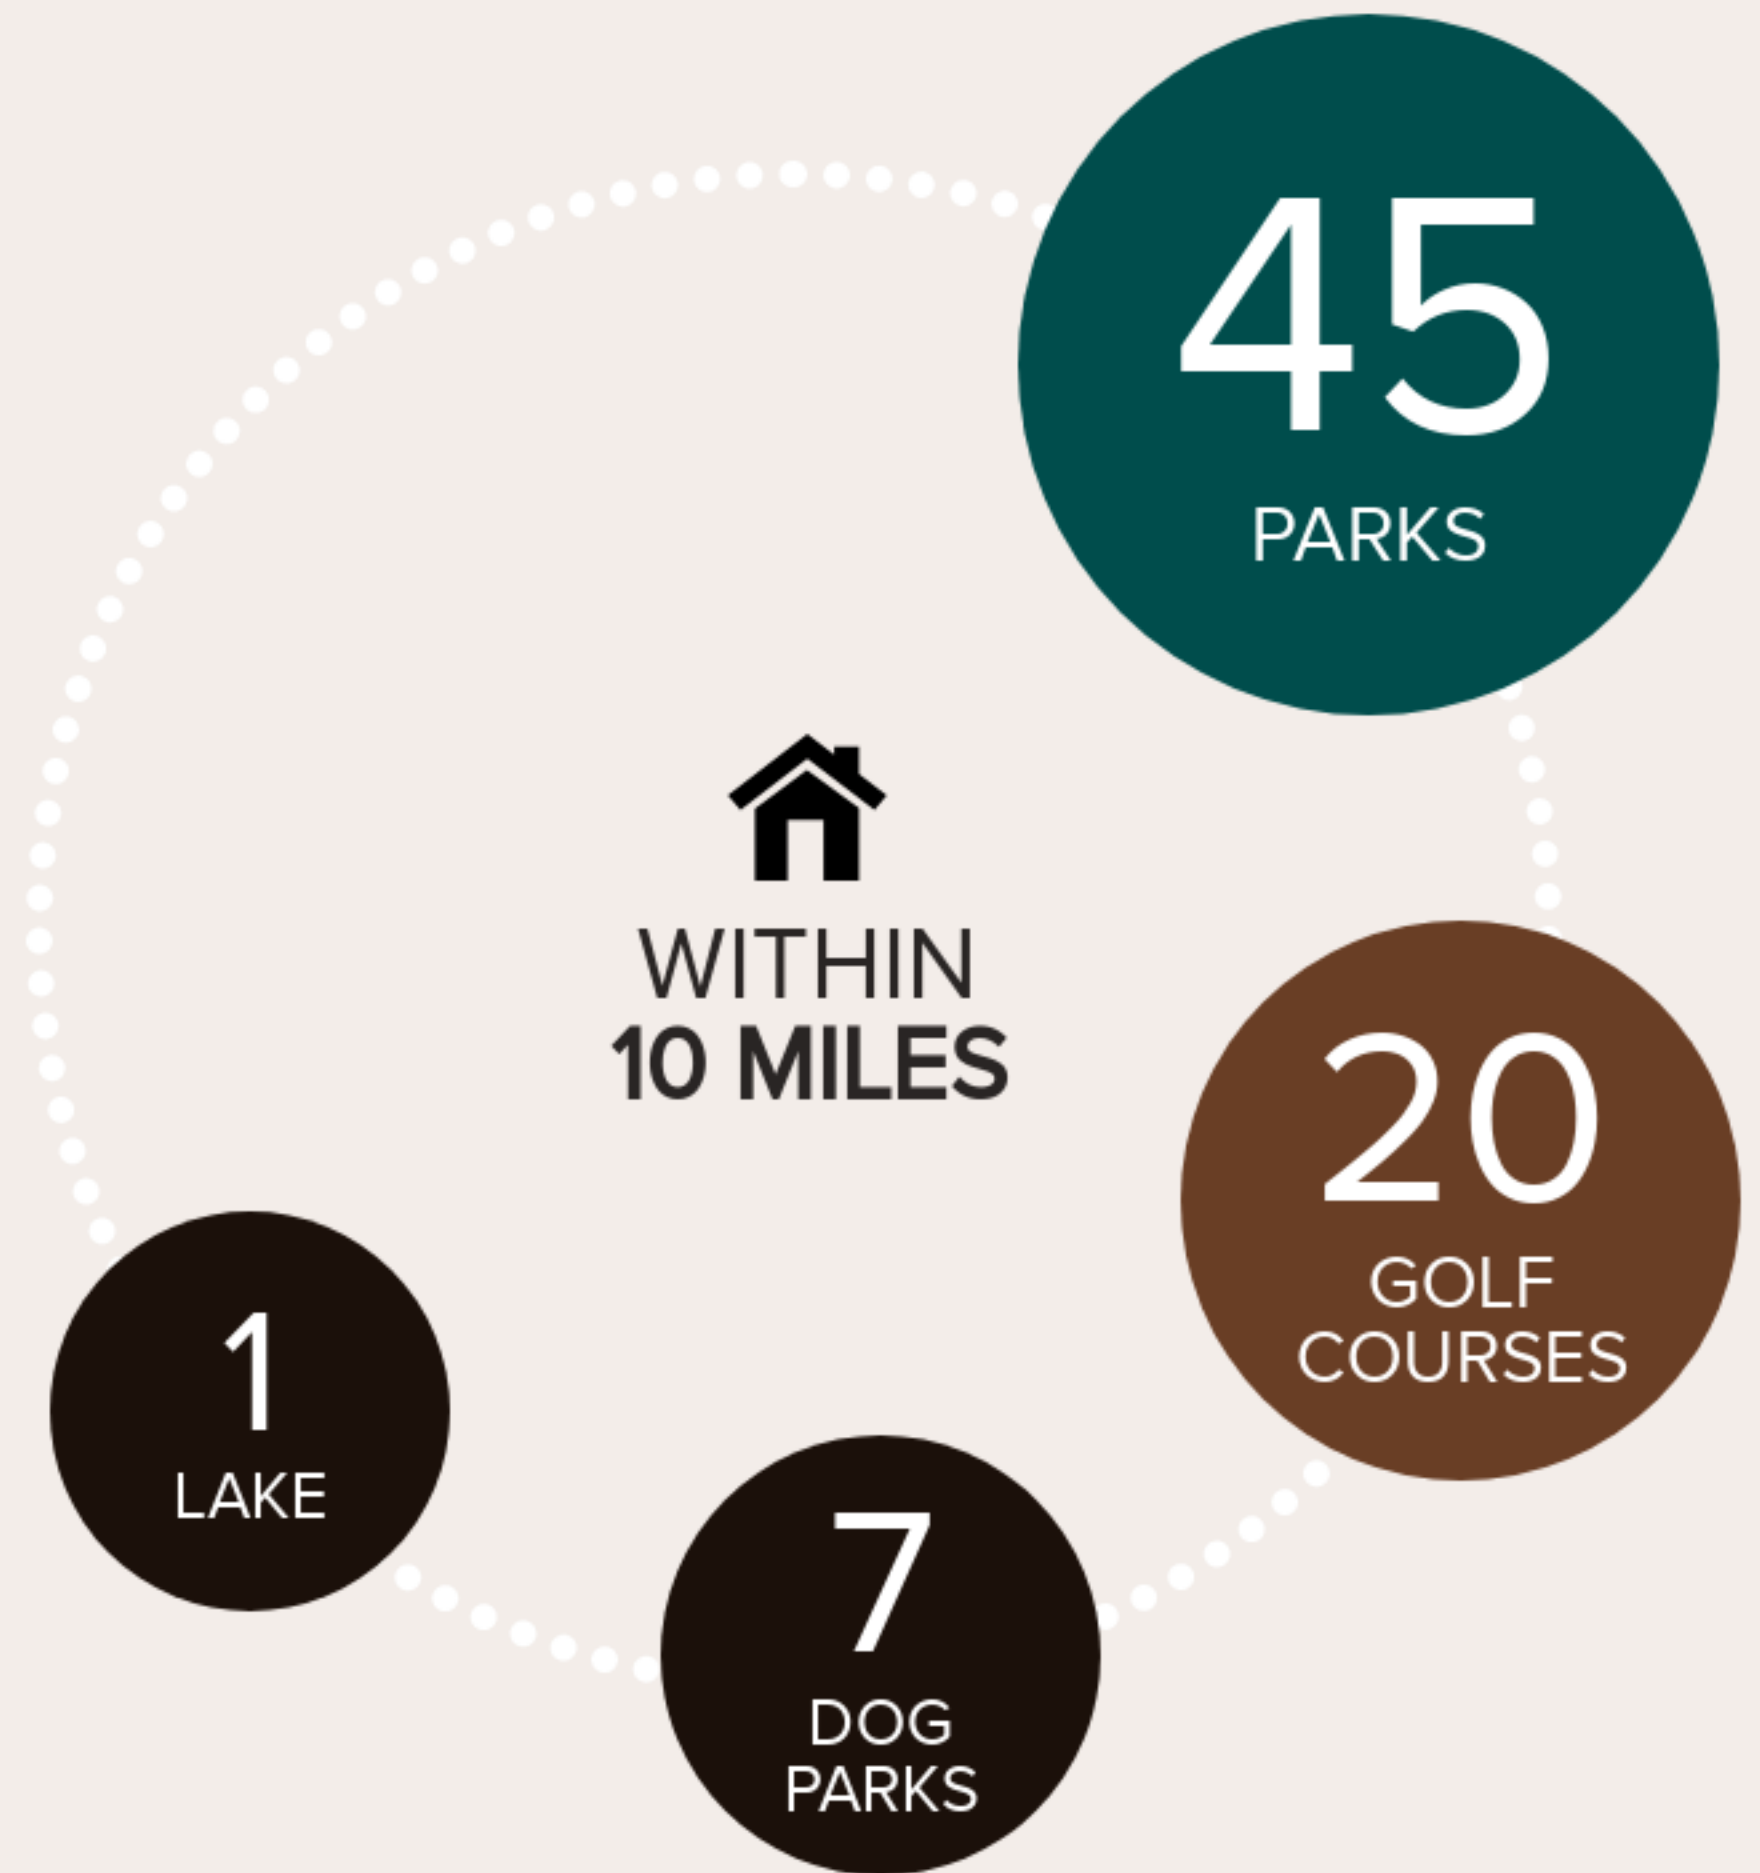 45
PARKS
WITHIN
10 MILES
20
GOLF
COURSES
1
LAKE
7
DOG
PARKS